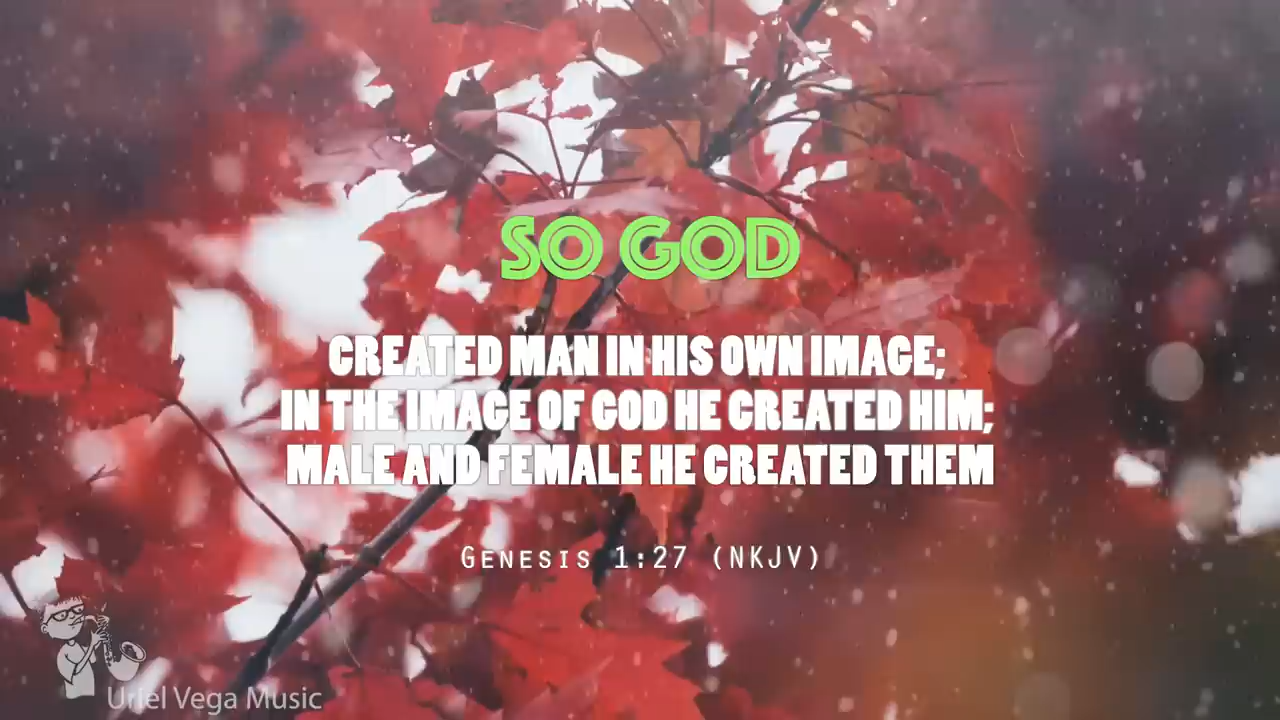 SO GOD
CREATED MAN IN HIS OWN IMAGE;
IN THE IMAGE OF GOD HE CREATED HIM;
MALE AND FEMALE HE CREATED THEM
GENESIS 1:27 (NKJV)
Uriel Vega Music